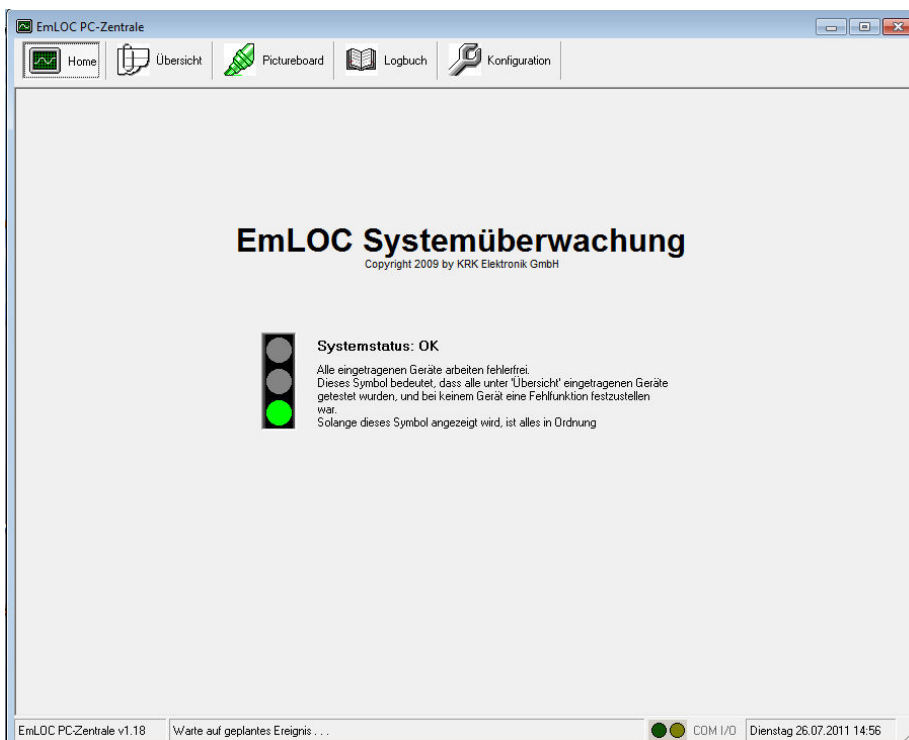 EmLOC PC-Zentrale
Home Übersicht Pictureboard Logbuch Konfiguration
EmLOC Systemüberwachung
Copyright 2009 by KRK Elektronik GmbH
Systemstatus: OK
Alle eingetragenen Geräte arbeiten fehlerfrei.
Dieses Symbol bedeutet, dass alle unter 'Übersicht' eingetragenen Geräte
getestet wurden, und bei keinem Gerät eine Fehlfunktion festzustellen
war.
Solange dieses Symbol angezeigt wird, ist alles in Ordnung
EmLOC PC-Zentrale v1.18 Warte auf geplantes Ereignis . . . COM I/O Dienstag 26.07.2011 14:56